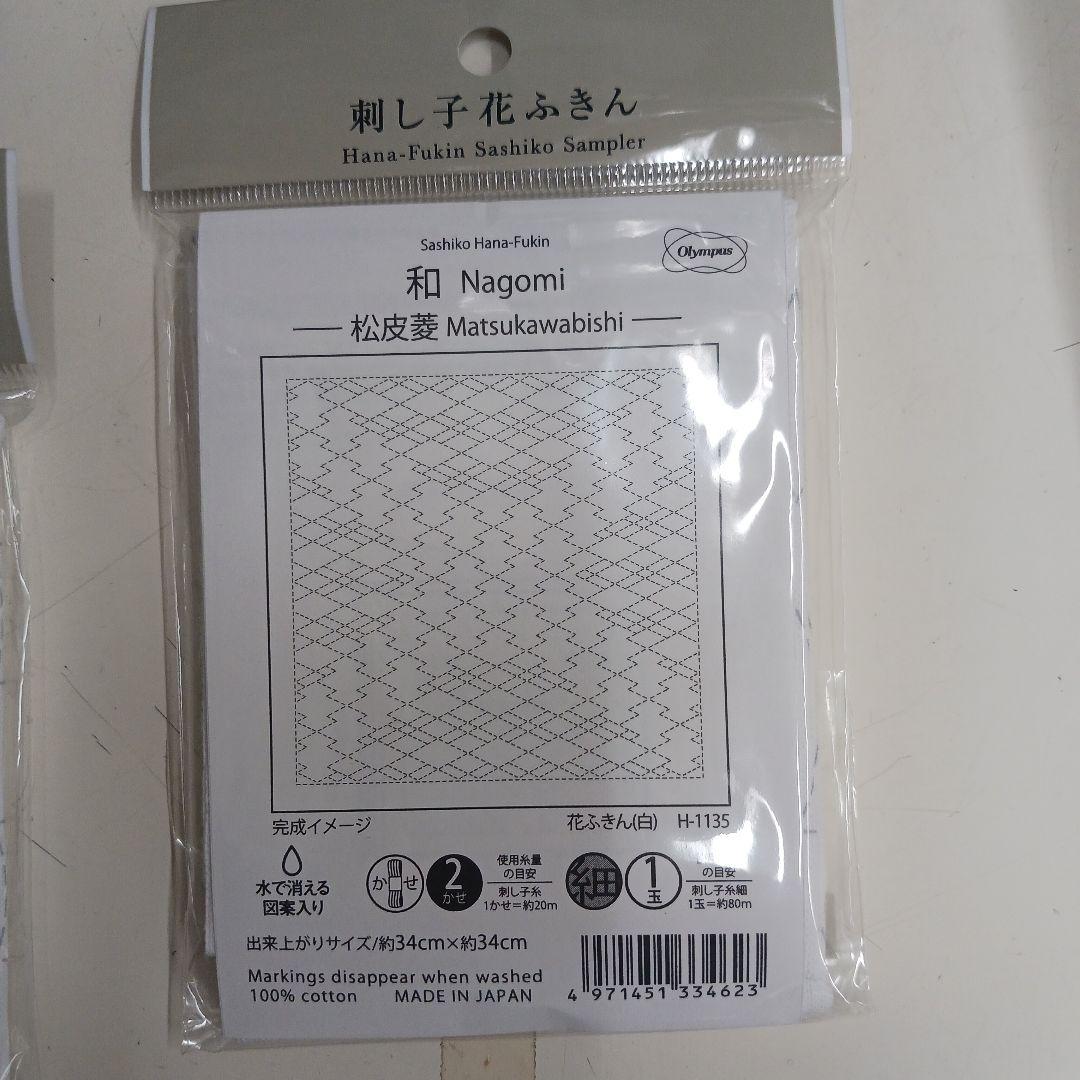 刺し子花ふきん
Hana-Fukin Sashiko Sampler
Sashiko Hana-Fukin
Olympus
和 Nagomi
松皮菱 Matsukawabishi
完成イメージ
花ふきん(白) H-1135
水で消える
図案入り
かせ
2
かせ
使用糸量
の目安
刺し子糸
1かせ=約20m
細
1
玉
の目安
刺し子糸細
1玉=約80m
出来上がりサイズ/約34cm×約34cm
Markings disappear when washed
100% cotton MADE IN JAPAN
4 971451 334623